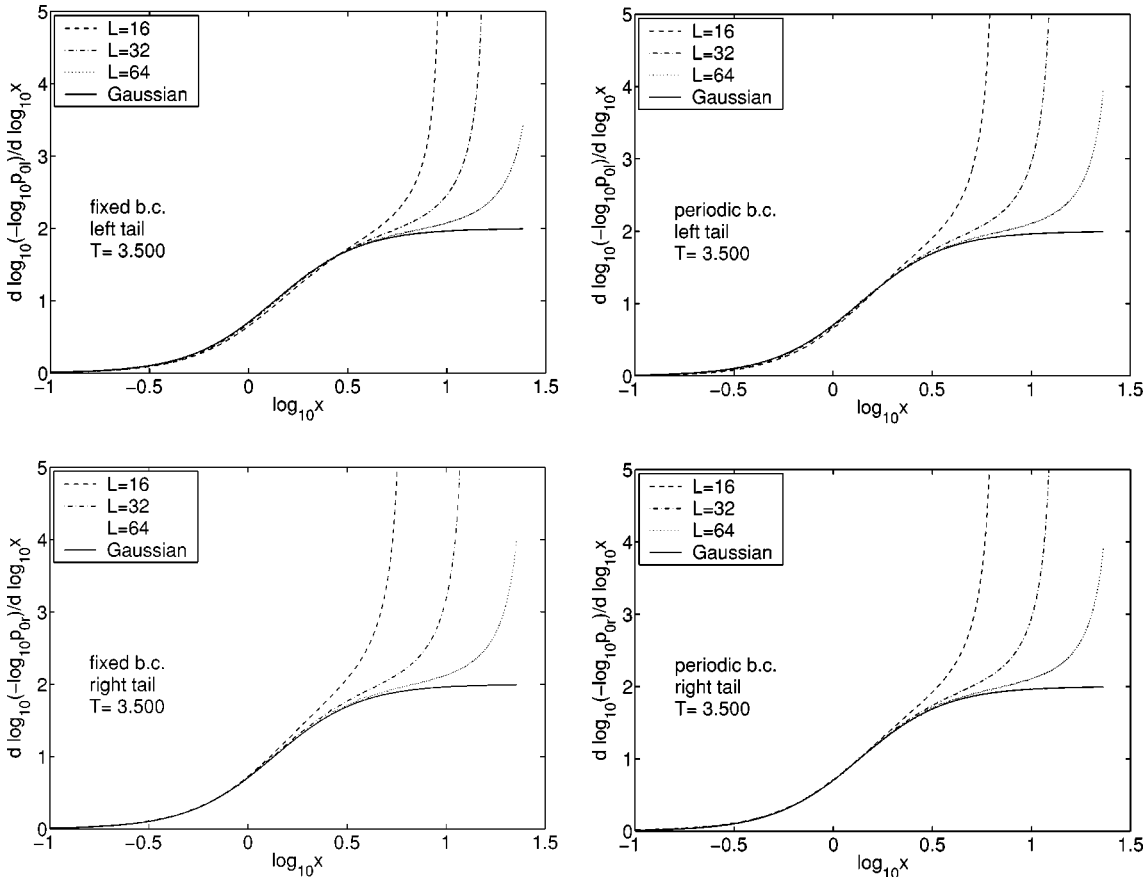 5
4
3
2
1
0
d log10(−log10p0l)/d log10x
L=16
L=32
L=64
Gaussian
fixed b.c.
left tail
T= 3.500
−1
−0.5
0
0.5
1
1.5
log10x
5
4
3
2
1
0
d log10(−log10p0l)/d log10x
L=16
L=32
L=64
Gaussian
periodic b.c.
left tail
T= 3.500
−1
−0.5
0
0.5
1
1.5
log10x
5
4
3
2
1
0
d log10(−log10p0r)/d log10x
L=16
L=32
L=64
Gaussian
fixed b.c.
right tail
T= 3.500
−1
−0.5
0
0.5
1
1.5
log10x
5
4
3
2
1
0
d log10(−log10p0r)/d log10x
L=16
L=32
L=64
Gaussian
periodic b.c.
right tail
T= 3.500
−1
−0.5
0
0.5
1
1.5
log10x